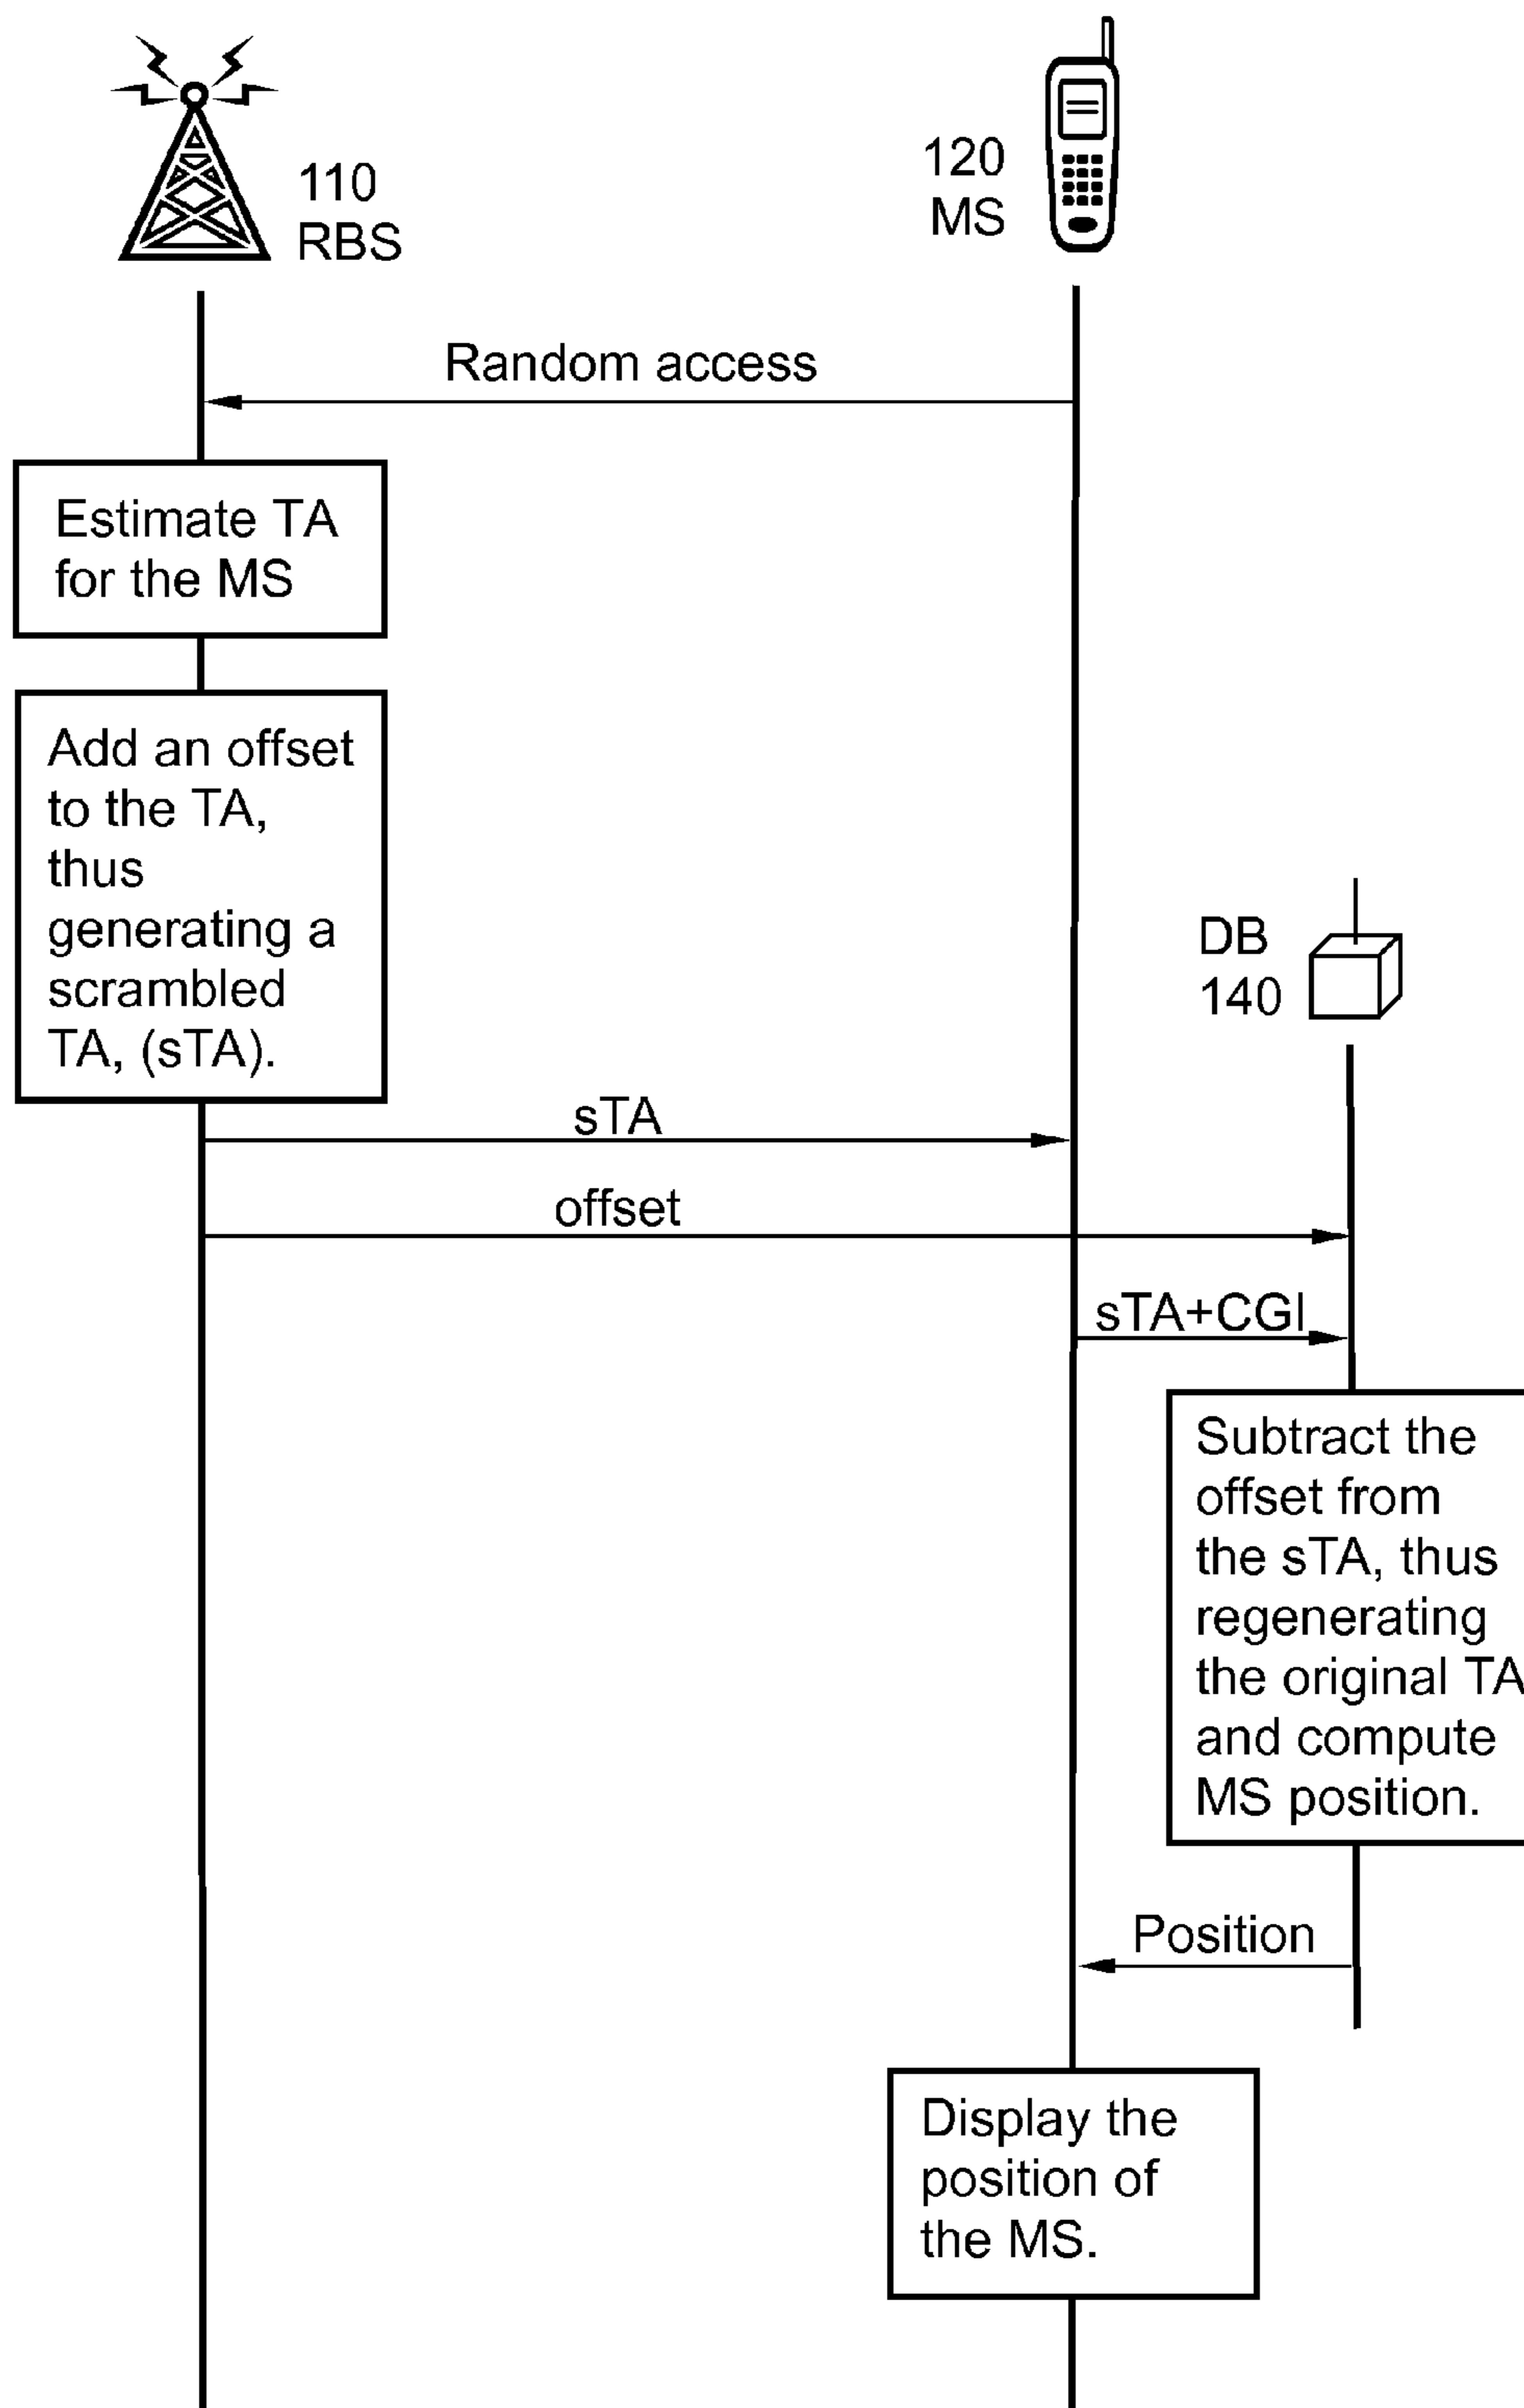 110
RBS
120
MS
Random access
Estimate TA
for the MS
Add an offset
to the TA,
thus
generating a
scrambled
TA, (sTA).
DB
140
sTA
offset
sTA+CGI
Subtract the
offset from
the sTA, thus
regenerating
the original TA
and compute
MS position.
Position
Display the
position of
the MS.